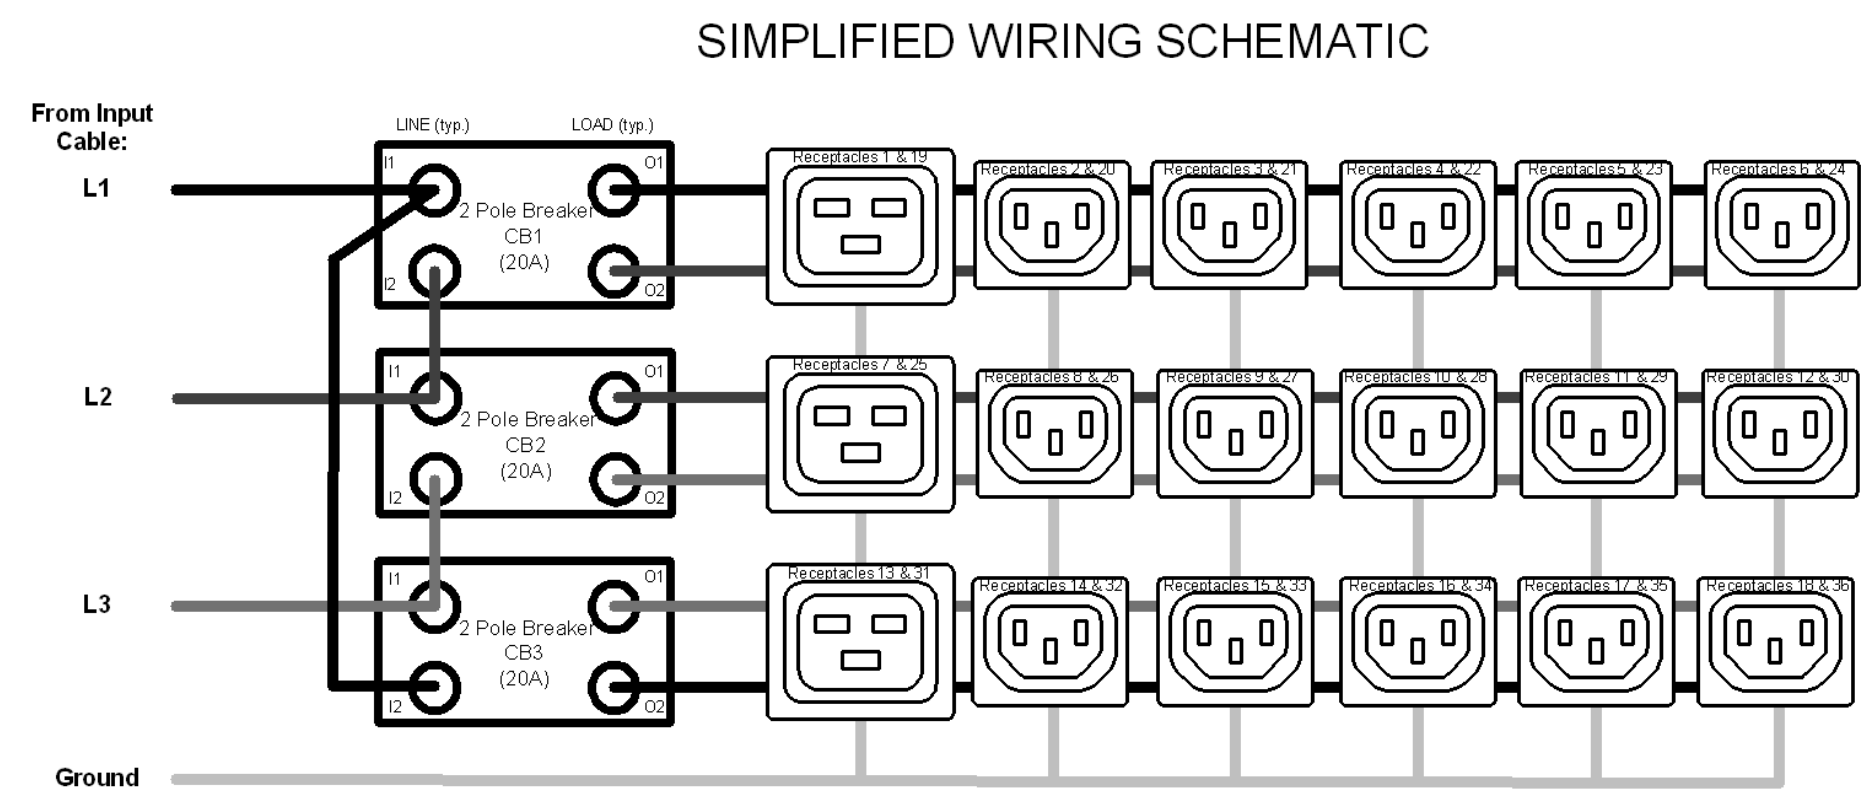 SIMPLIFIED WIRING SCHEMATIC
From Input
Cable:
LINE (typ.)
LOAD (typ.)
L1
I1
O1
2 Pole Breaker
CB1
(20A)
I2
O2
Receptacles 1 & 19
Receptacles 2 & 20
Receptacles 3 & 21
Receptacles 4 & 22
Receptacles 5 & 23
Receptacles 6 & 24
L2
I1
O1
2 Pole Breaker
CB2
(20A)
I2
O2
Receptacles 7 & 25
Receptacles 8 & 26
Receptacles 9 & 27
Receptacles 10 & 28
Receptacles 11 & 29
Receptacles 12 & 30
L3
I1
O1
2 Pole Breaker
CB3
(20A)
I2
O2
Receptacles 13 & 31
Receptacles 14 & 32
Receptacles 15 & 33
Receptacles 16 & 34
Receptacles 17 & 35
Receptacles 18 & 36
Ground